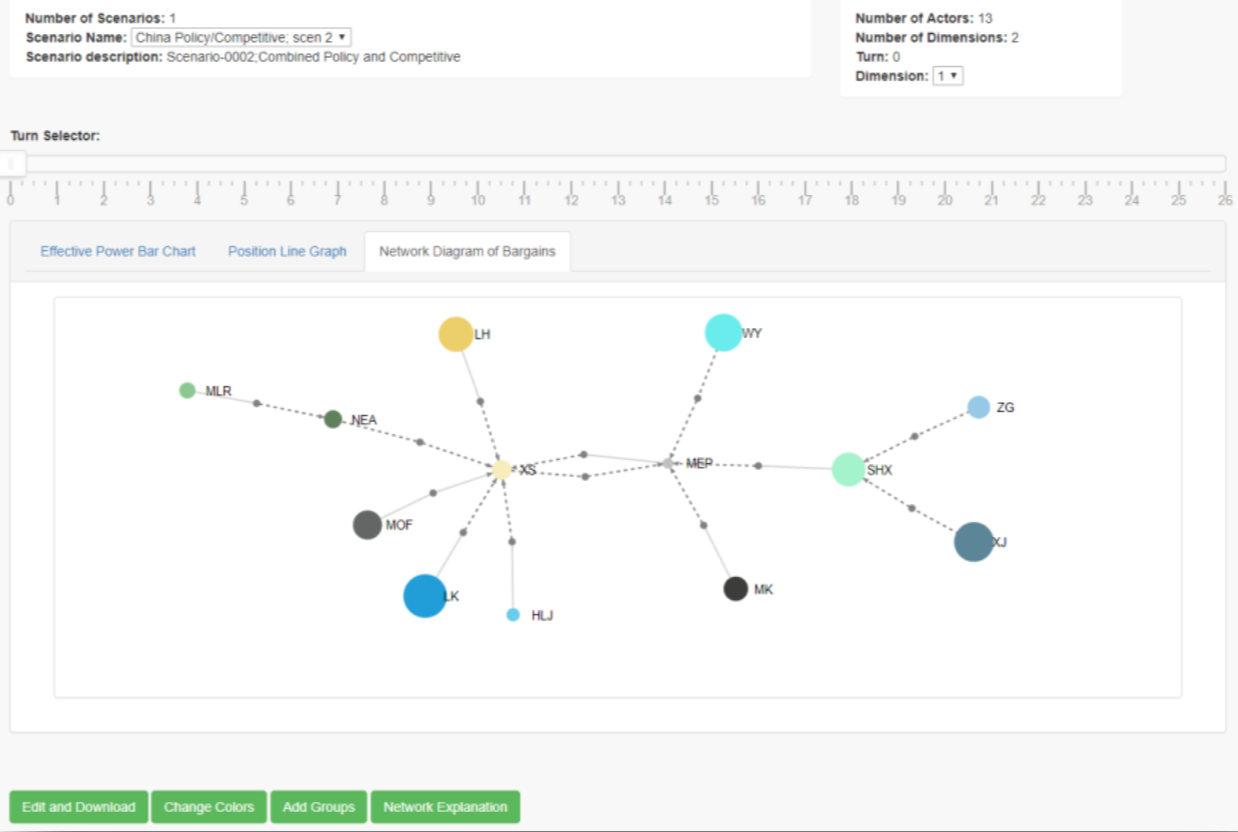 Number of Scenarios: 1
Scenario Name: China Policy/Competitive; scen 2
Scenario description: Scenario-0002;Combined Policy and Competitive
Number of Actors: 13
Number of Dimensions: 2
Turn: 0
Dimension: 1
Turn Selector:
0 1 2 3 4 5 6 7 8 9 10 11 12 13 14 15 16 17 18 19 20 21 22 23 24 25 26
Effective Power Bar Chart Position Line Graph Network Diagram of Bargains
LH WY
MLR
ZG
NEA
XS MEP SHX
MOF
XJ
LK MK
HLJ
Edit and Download Change Colors Add Groups Network Explanation